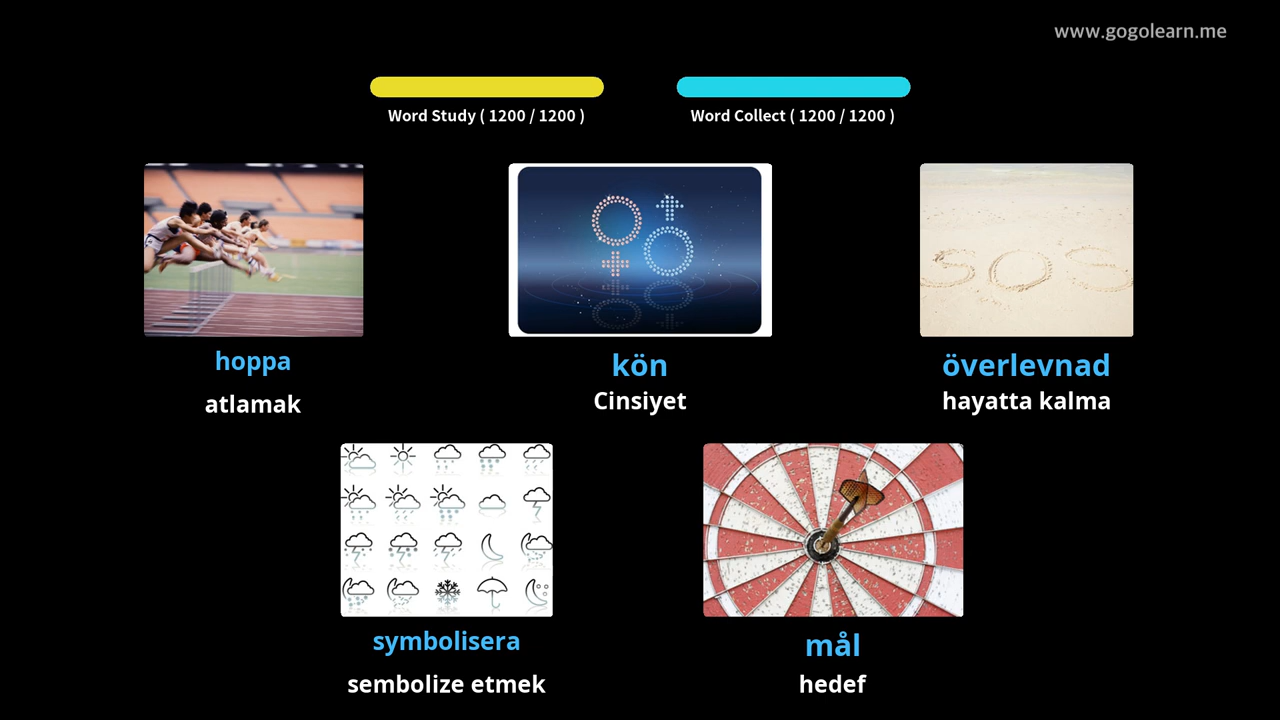 www.gogolearn.me
Word Study ( 1200 / 1200 )
Word Collect ( 1200 / 1200 )
SOS
hoppa
atlamak
kön
Cinsiyet
överlevnad
hayatta kalma
symbolisera
sembolize etmek
mål
hedef